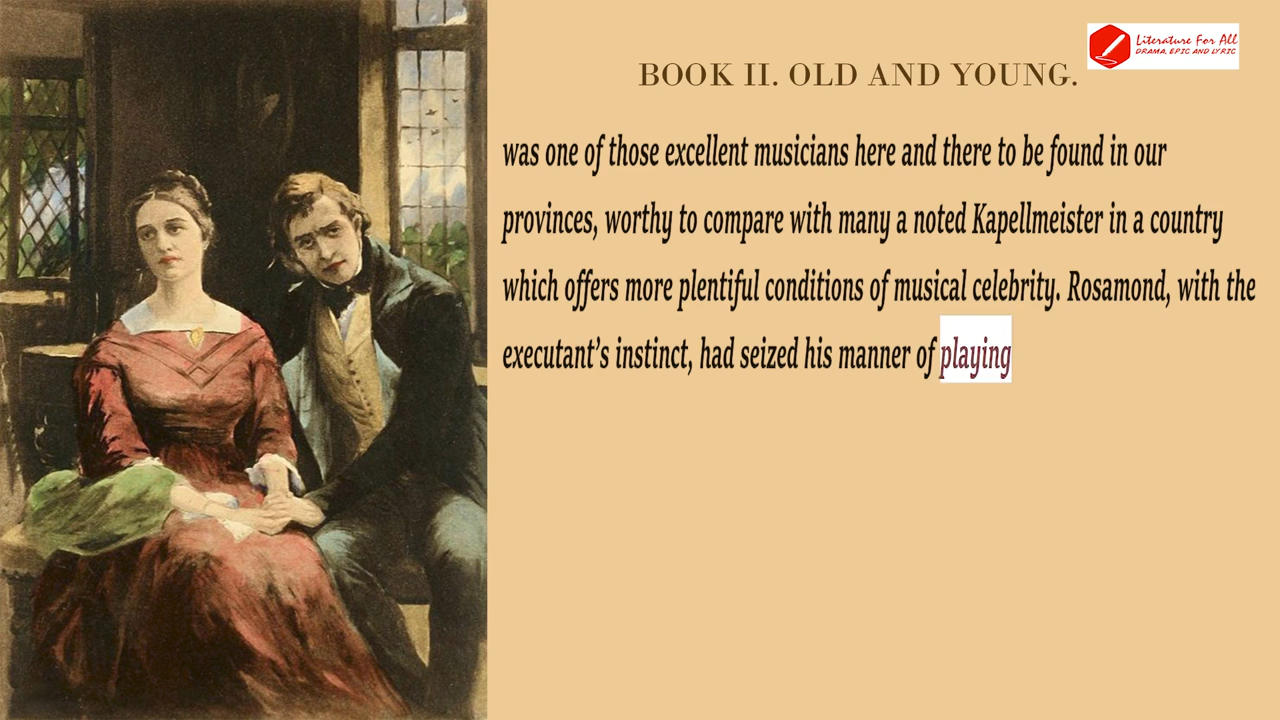 Literature For All
DRAMA, EPIC AND LYRIC
BOOK II. OLD AND YOUNG.
was one of those excellent musicians here and there to be found in our
provinces, worthy to compare with many a noted Kapellmeister in a country
which offers more plentiful conditions of musical celebrity. Rosamond, with the
executant’s instinct, had seized his manner of playing